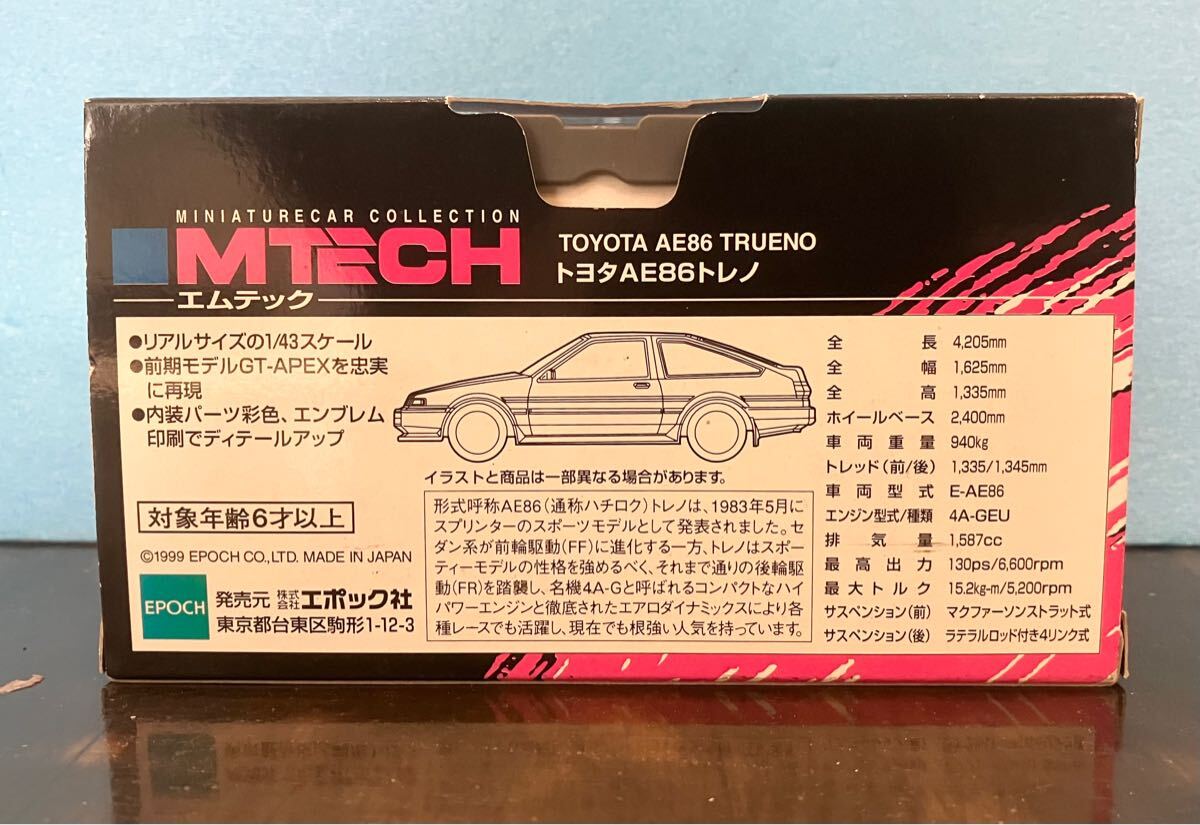 MINIATURECAR COLLECTION
MTECH
エムテック
TOYOTA AE86 TRUENO
トヨタAE86トレノ
●リアルサイズの1/43スケール
●前期モデルGT-APEXを忠実
に再現
●内装パーツ彩色、エンブレム
印刷でディテールアップ
対象年齢6才以上
©1999 EPOCH CO.,LTD. MADE IN JAPAN
EPOCH
発売元 株式会社エポック社
東京都台東区駒形1-12-3
イラストと商品は一部異なる場合があります。
形式呼称AE86(通称ハチロク)トレノは、1983年5月に
スプリンターのスポーツモデルとして発表されました。セ
ダン系が前輪駆動(FF)に進化する一方、トレノはスポー
ティーモデルの性格を強めるべく、それまで通りの後輪駆
動(FR)を踏襲し、名機4A-Gと呼ばれるコンパクトなハイ
パワーエンジンと徹底されたエアロダイナミックスにより各
種レースでも活躍し、現在でも根強い人気を持っています。
全長 4,205mm
全幅 1,625mm
全高 1,335mm
ホイールベース 2,400mm
車両重量 940kg
トレッド(前/後) 1,335/1,345mm
車両型式 E-AE86
エンジン型式/種類 4A-GEU
排気量 1,587cc
最高出力 130ps/6,600rpm
最大トルク 15.2kg-m/5,200rpm
サスペンション(前) マクファーソンストラット式
サスペンション(後) ラテラルロッド付き4リンク式